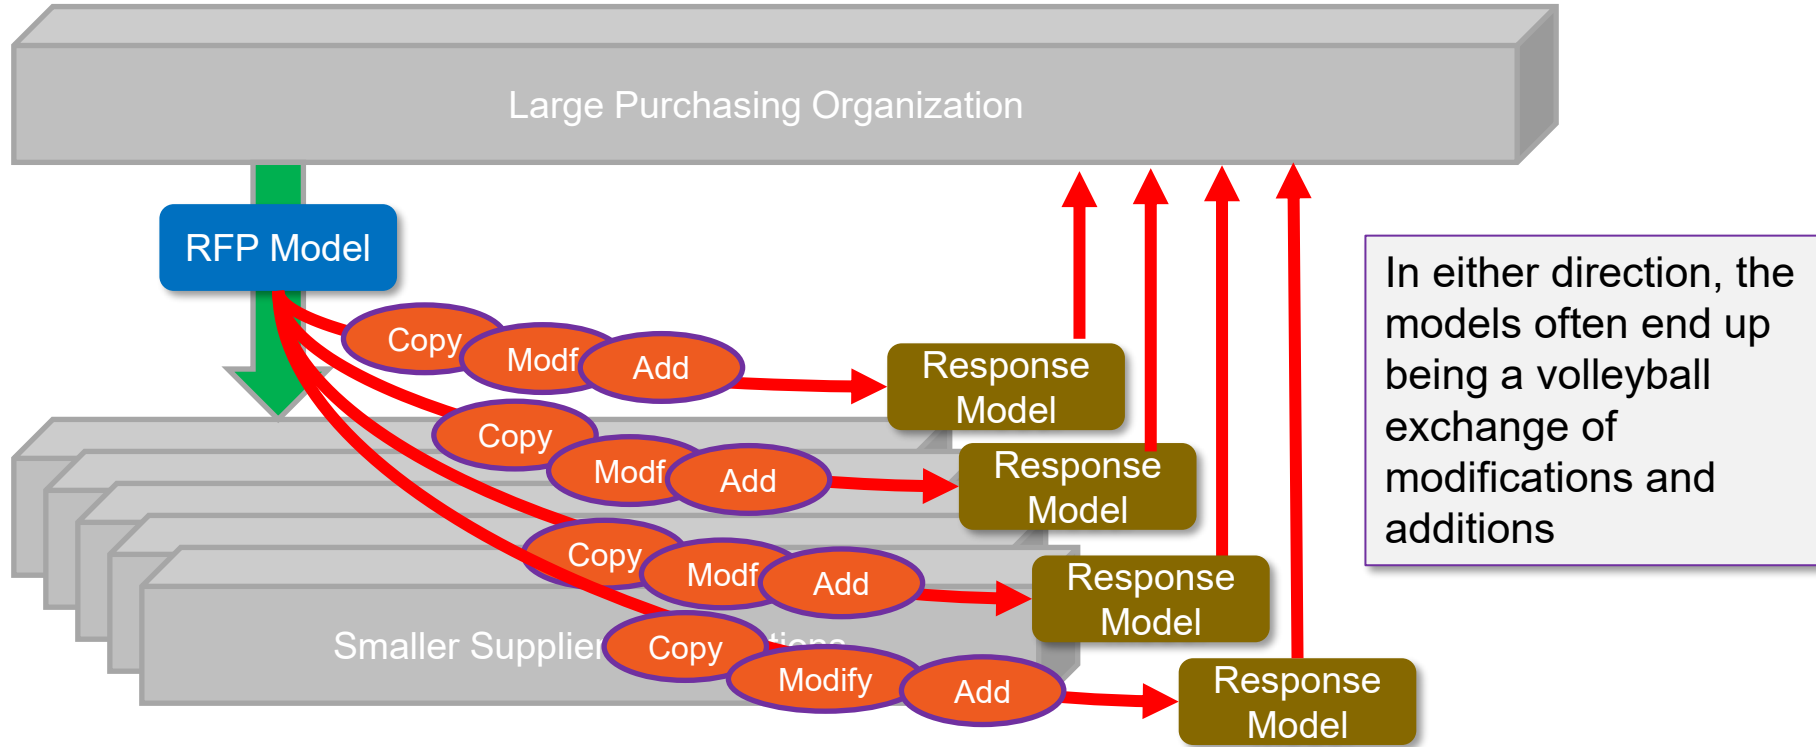 Large Purchasing Organization
RFP Model
Copy
Modf
Add
Response
Model
Copy
Modf
Add
Response
Model
Copy
Modf
Add
Response
Model
Smaller Supplier
tions
Copy
Modify
Add
Response
Model
In either direction, the
models often end up
being a volleyball
exchange of
modifications and
additions